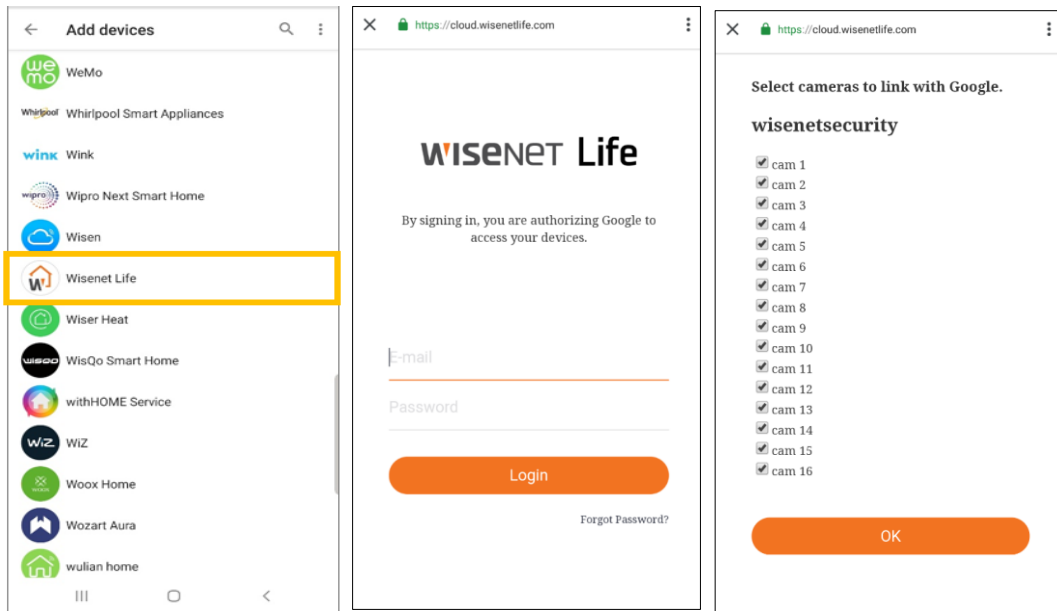 Add devices
WeMo
Whirlpool Whirlpool Smart Appliances
wink Wink
wipro Wipro Next Smart Home
Wisen
Wisenet Life
Wiser Heat
WISQO WisQo Smart Home
withHOME Service
WiZ WiZ
WOOX Woox Home
Wozart Aura
wulian home
https://cloud.wisenetlife.com
WISENET Life
By signing in, you are authorizing Google to
access your devices.
E-mail
Password
Login
Forgot Password?
https://cloud.wisenetlife.com
Select cameras to link with Google.
wisenetsecurity
cam 1
cam 2
cam 3
cam 4
cam 5
cam 6
cam 7
cam 8
cam 9
cam 10
cam 11
cam 12
cam 13
cam 14
cam 15
cam 16
OK